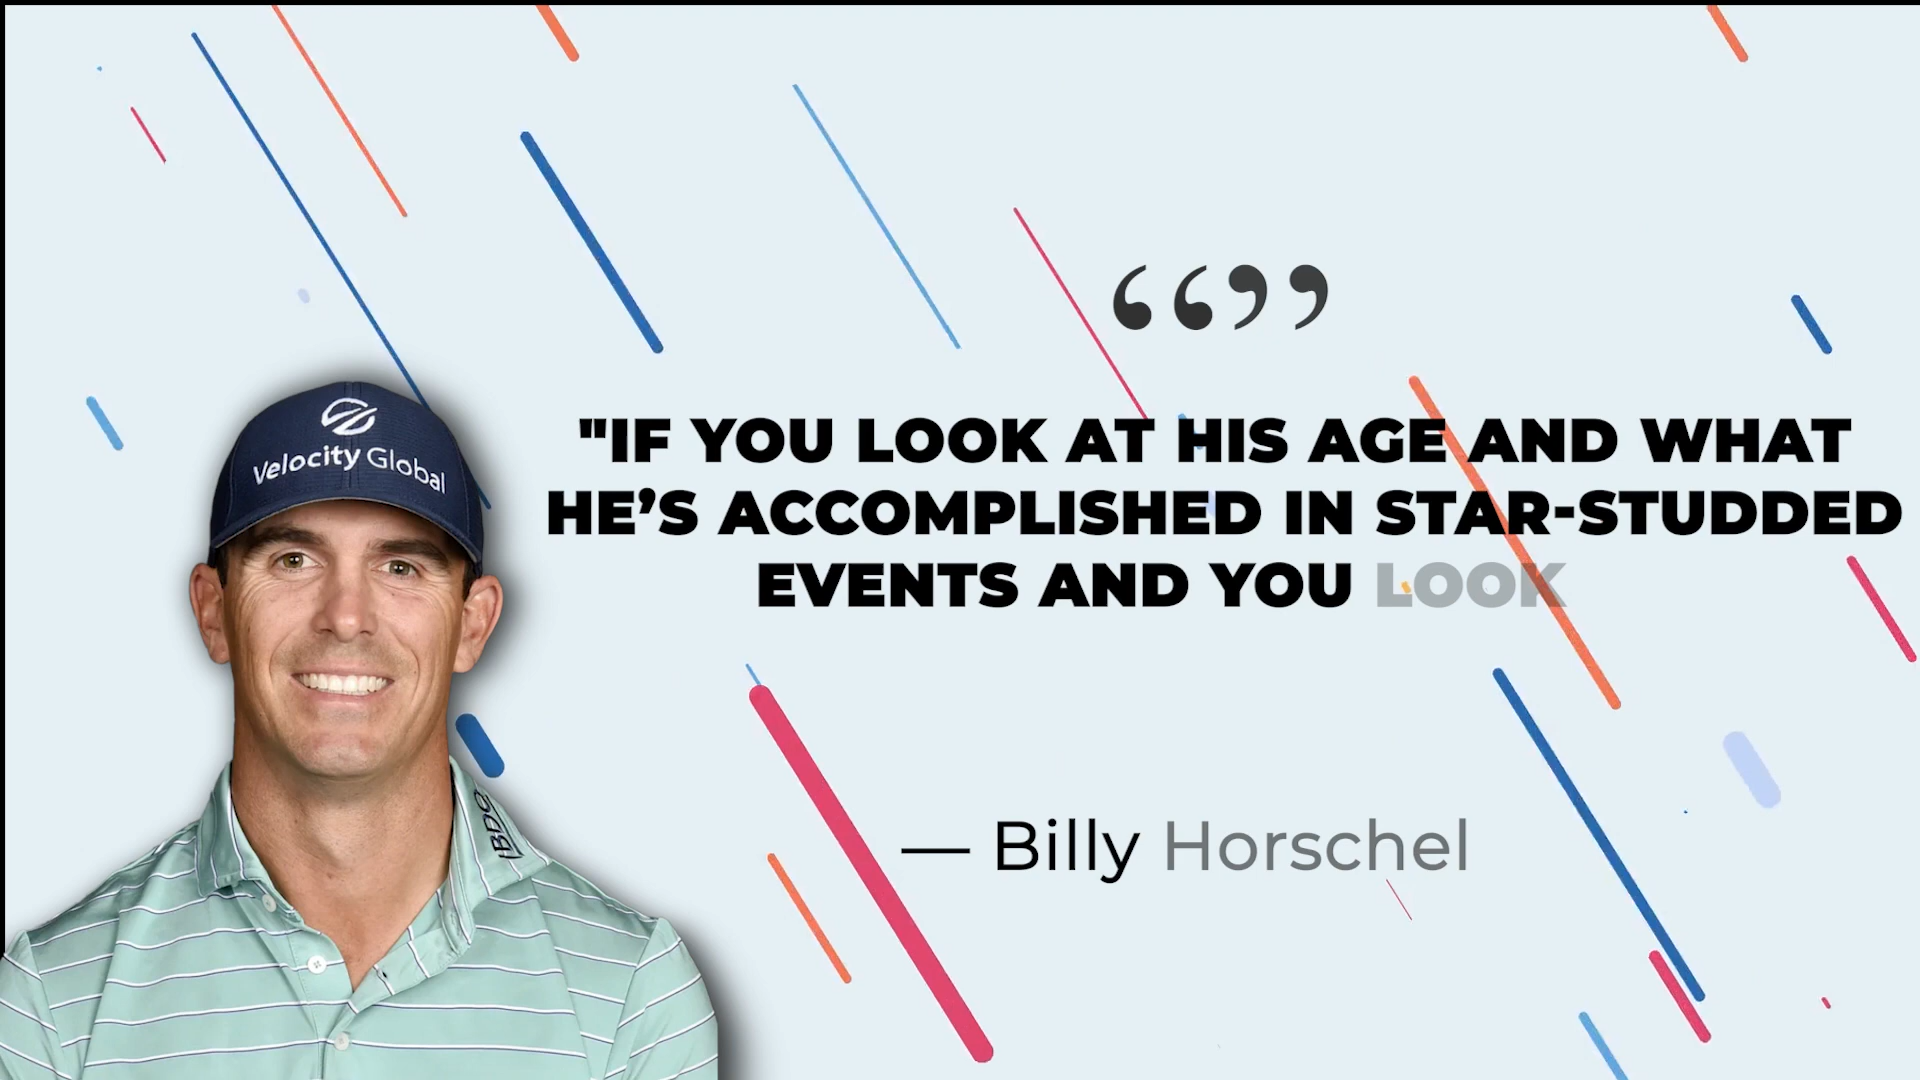 Velocity Global
BDO
““””
"IF YOU LOOK AT HIS AGE AND WHAT
HE’S ACCOMPLISHED IN STAR-STUDDED
EVENTS AND YOU LOOK
— Billy Horschel